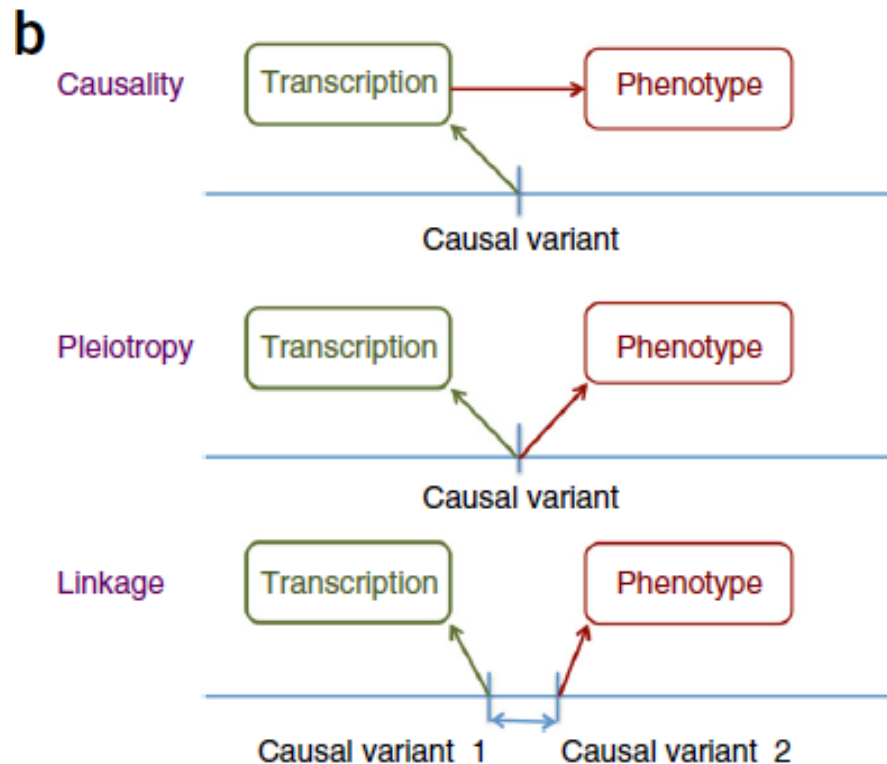 b
Causality
Transcription
Phenotype
Causal variant
Pleiotropy
Transcription
Phenotype
Causal variant
Linkage
Transcription
Phenotype
Causal variant 1
Causal variant 2